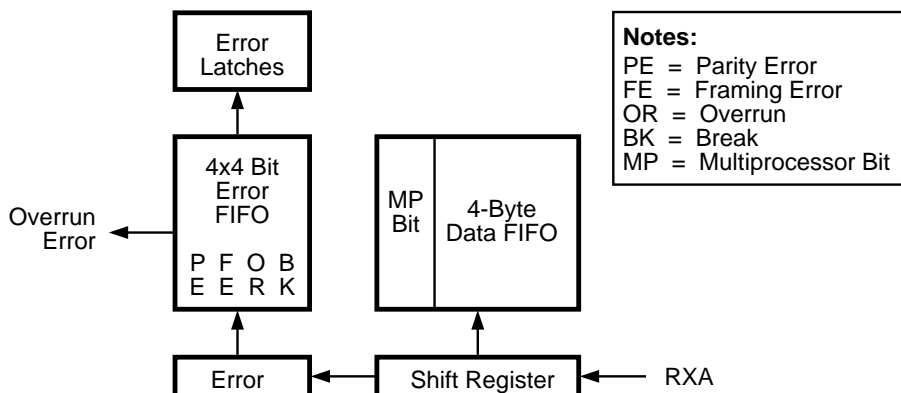 Error
Latches
Notes:
PE = Parity Error
FE = Framing Error
OR = Overrun
BK = Break
MP = Multiprocessor Bit
4x4 Bit
Error
FIFO
P F O B
E E R K
Overrun
Error
MP
Bit
4-Byte
Data FIFO
Error
Shift Register
RXA